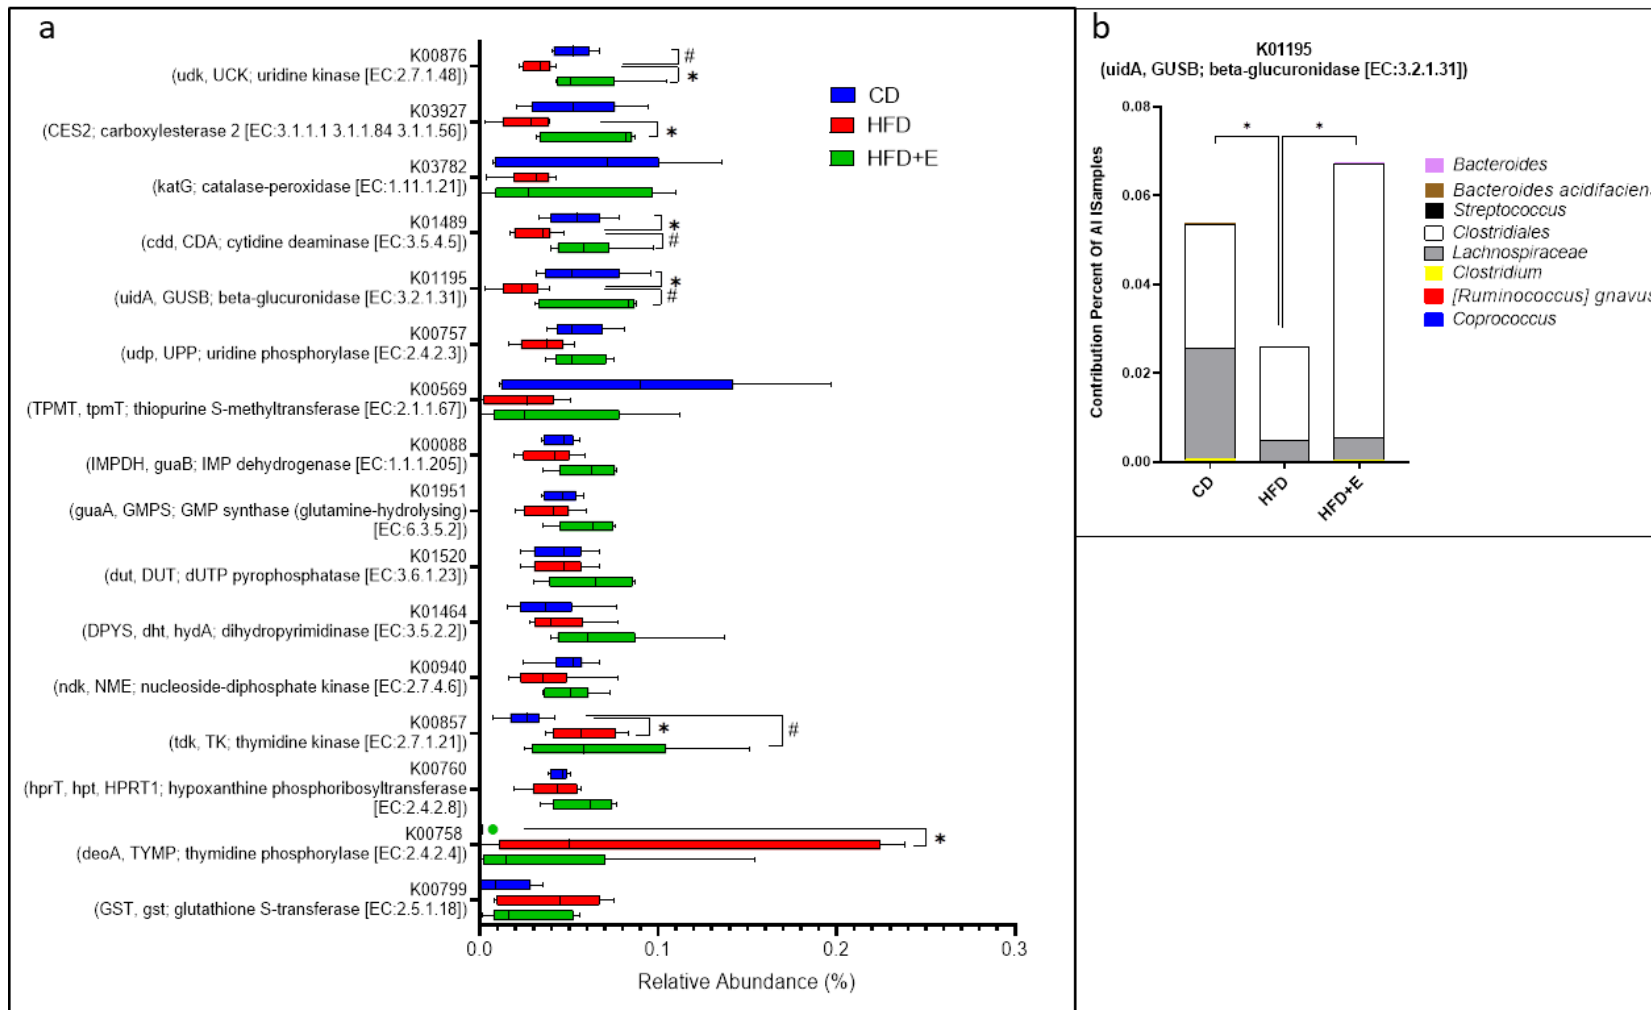 a
K00876
(udk, UCK; uridine kinase [EC:2.7.1.48])
K03927
(CES2; carboxylesterase 2 [EC:3.1.1.1 3.1.1.84 3.1.1.56])
K03782
(katG; catalase-peroxidase [EC:1.11.1.21])
K01489
(cdd, CDA; cytidine deaminase [EC:3.5.4.5])
K01195
(uidA, GUSB; beta-glucuronidase [EC:3.2.1.31])
K00757
(udp, UPP; uridine phosphorylase [EC:2.4.2.3])
K00569
(TPMT, tpmT; thiopurine S-methyltransferase [EC:2.1.1.67])
K00088
(IMPDH, guaB; IMP dehydrogenase [EC:1.1.1.205])
K01951
(guaA, GMPS; GMP synthase (glutamine-hydrolysing)
[EC:6.3.5.2])
K01520
(dut, DUT; dUTP pyrophosphatase [EC:3.6.1.23])
K01464
(DPYS, dht, hydA; dihydropyrimidinase [EC:3.5.2.2])
K00940
(ndk, NME; nucleoside-diphosphate kinase [EC:2.7.4.6])
K00857
(tdk, TK; thymidine kinase [EC:2.7.1.21])
K00760
(hprT, hpt, HPRT1; hypoxanthine phosphoribosyltransferase
[EC:2.4.2.8])
K00758
(deoA, TYMP; thymidine phosphorylase [EC:2.4.2.4])
K00799
(GST, gst; glutathione S-transferase [EC:2.5.1.18])
#
*
*
*
#
*
#
*
#
*
CD
HFD
HFD+E
0.0 0.1 0.2 0.3
Relative Abundance (%)
b
K01195
(uidA, GUSB; beta-glucuronidase [EC:3.2.1.31])
Contribution Percent Of Al lSamples
0.08
0.06
0.04
0.02
0.00
* *
CD HFD HFD+E
Bacteroides
Bacteroides acidifaciens
Streptococcus
Clostridiales
Lachnospiraceae
Clostridium
[Ruminococcus] gnavus
Coprococcus